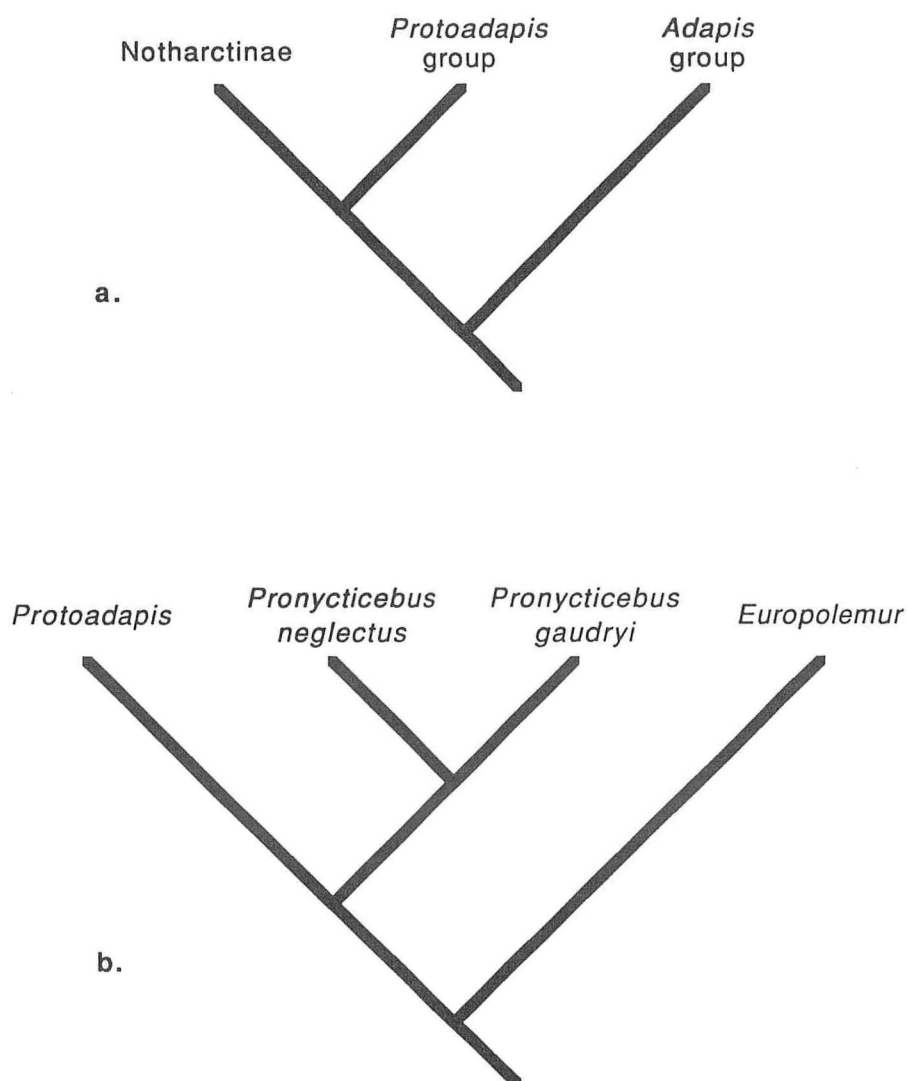 Notharctinae
Protoadapis
group
Adapis
group
a.
Protoadapis
Pronycticebus
neglectus
Pronycticebus
gaudryi
Europolemur
b.